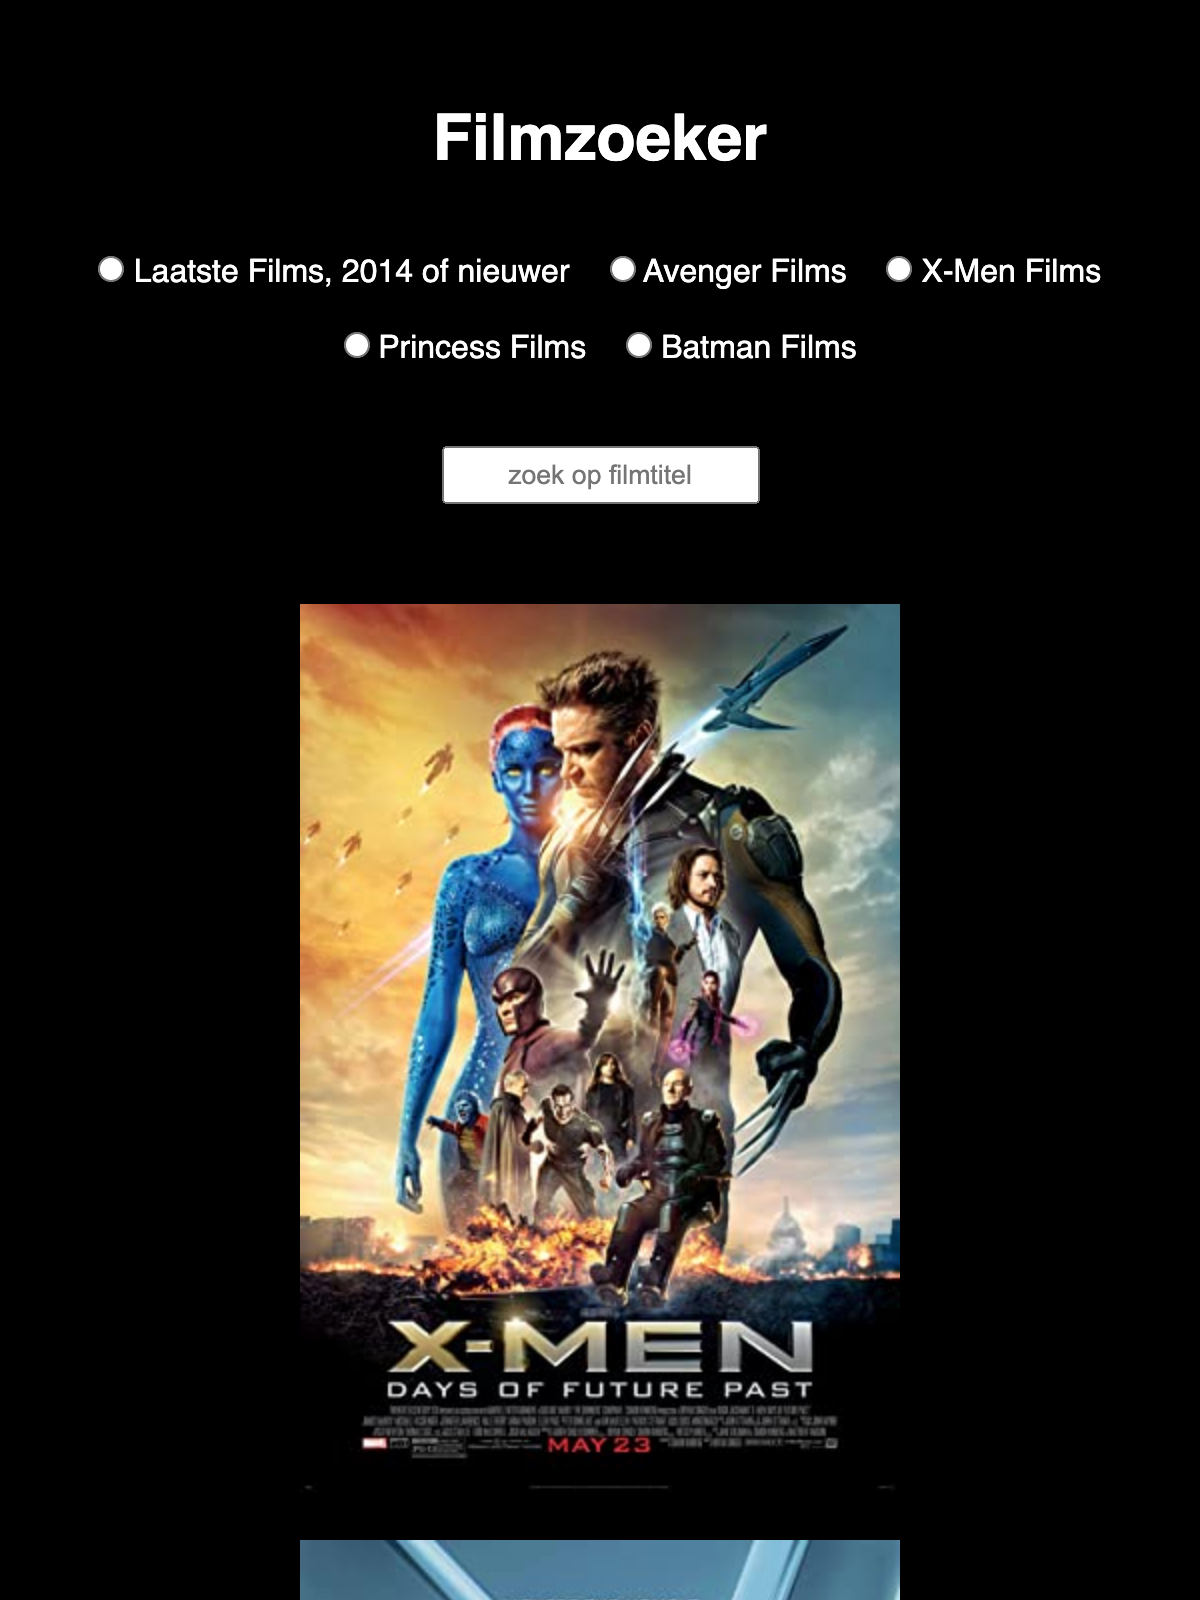 Filmzoeker
Laatste Films, 2014 of nieuwer Avenger Films X-Men Films
Princess Films Batman Films
zoek op filmtitel
X-MEN
DAYS OF FUTURE PAST
MAY 23